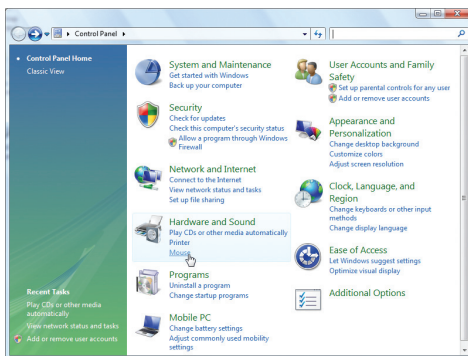 Control Panel
Control Panel Home
Classic View
System and Maintenance
Get started with Windows
Back up your computer
Security
Check for updates
Check this computer's security status
Allow a program through Windows
Firewall
Network and Internet
Connect to the Internet
View network status and tasks
Set up file sharing
Hardware and Sound
Play CDs or other media automatically
Printer
Mouse
Programs
Uninstall a program
Change startup programs
Mobile PC
Change battery settings
Adjust commonly used mobility
settings
User Accounts and Family
Safety
Set up parental controls for any user
Add or remove user accounts
Appearance and
Personalization
Change desktop background
Customize colors
Adjust screen resolution
Clock, Language, and
Region
Change keyboards or other input
methods
Change display language
Ease of Access
Let Windows suggest settings
Optimize visual display
Additional Options
Recent Tasks
Play CDs or other media
automatically
View network status and tasks
Add or remove user accounts